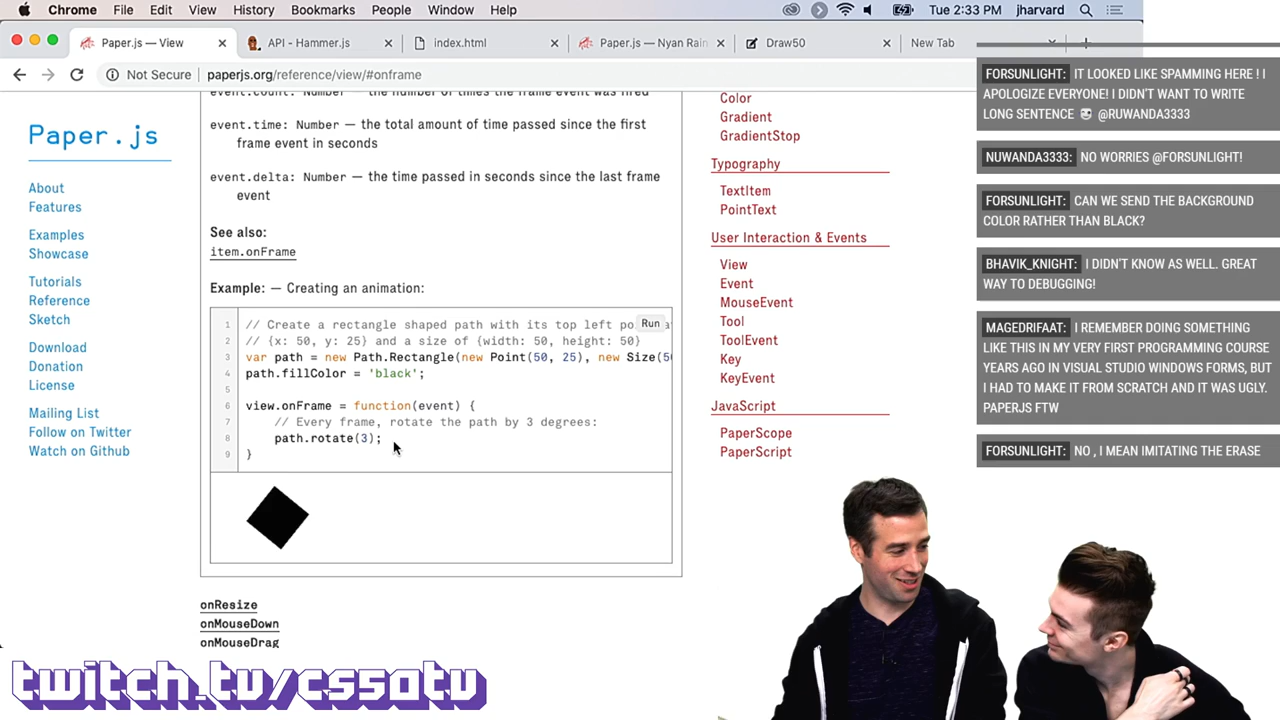 Chrome File Edit View History Bookmarks People Window Help Tue 2:33 PM jharvard
Paper.js — View
API - Hammer.js
index.html
Paper.js — Nyan Rain
Draw50
New Tab
Not Secure paperjs.org/reference/view/#onframe
Paper.js
About
Features
Examples
Showcase
Tutorials
Reference
Sketch
Download
Donation
License
Mailing List
Follow on Twitter
Watch on Github
event.count: Number — the number of times the frame event was fired
event.time: Number — the total amount of time passed since the first
frame event in seconds
event.delta: Number — the time passed in seconds since the last frame
event
See also:
item.onFrame
Example: — Creating an animation:
Run
1 // Create a rectangle shaped path with its top left po
2 // {x: 50, y: 25} and a size of {width: 50, height: 50}
3 var path = new Path.Rectangle(new Point(50, 25), new Size(50
4 path.fillColor = 'black';
5
6 view.onFrame = function(event) {
7 // Every frame, rotate the path by 3 degrees:
8 path.rotate(3);
9 }
onResize
onMouseDown
onMouseDrag
Color
Gradient
GradientStop
Typography
TextItem
PointText
User Interaction & Events
View
Event
MouseEvent
Tool
ToolEvent
Key
KeyEvent
JavaScript
PaperScope
PaperScript
FORSUNLIGHT: IT LOOKED LIKE SPAMMING HERE ! I
APOLOGIZE EVERYONE! I DIDN'T WANT TO WRITE
LONG SENTENCE @RUWANDA3333
NUWANDA3333: NO WORRIES @FORSUNLIGHT!
FORSUNLIGHT: CAN WE SEND THE BACKGROUND
COLOR RATHER THAN BLACK?
BHAVIK_KNIGHT: I DIDN'T KNOW AS WELL. GREAT
WAY TO DEBUGGING!
MAGEDRIFAAT: I REMEMBER DOING SOMETHING
LIKE THIS IN MY VERY FIRST PROGRAMMING COURSE
YEARS AGO IN VISUAL STUDIO WINDOWS FORMS, BUT
I HAD TO MAKE IT FROM SCRATCH AND IT WAS UGLY.
PAPERJS FTW
FORSUNLIGHT: NO , I MEAN IMITATING THE ERASE
twitch.tv/cs50tv